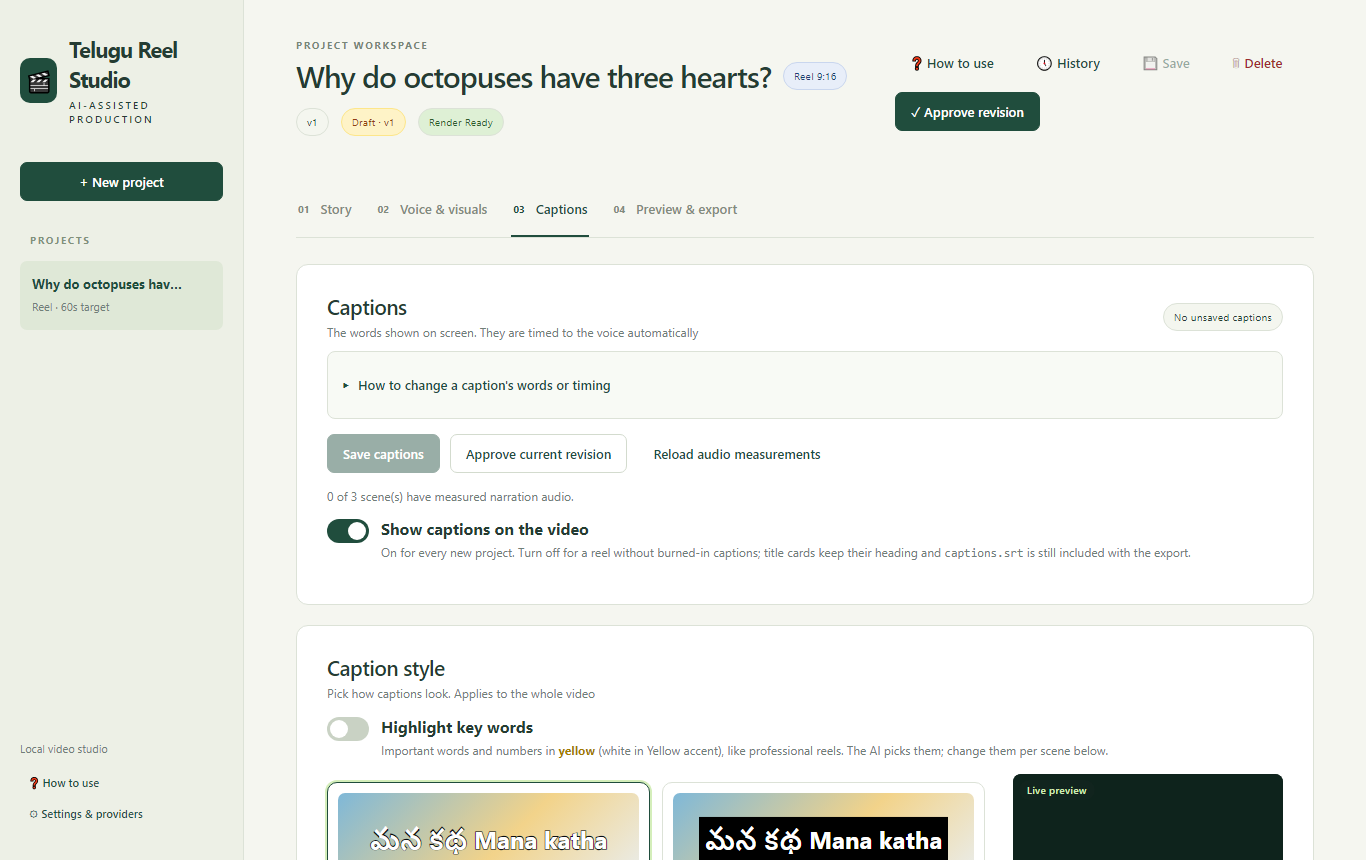 Telugu Reel
Studio
AI-ASSISTED
PRODUCTION
+ New project
PROJECTS
Why do octopuses hav...
Reel · 60s target
Local video studio
❓ How to use
⚙ Settings & providers
PROJECT WORKSPACE
Why do octopuses have three hearts?
Reel 9:16
v1
Draft · v1
Render Ready
❓ How to use
History
Save
Delete
✓ Approve revision
01 Story
02 Voice & visuals
03 Captions
04 Preview & export
Captions
The words shown on screen. They are timed to the voice automatically
No unsaved captions
▸ How to change a caption's words or timing
Save captions
Approve current revision
Reload audio measurements
0 of 3 scene(s) have measured narration audio.
Show captions on the video
On for every new project. Turn off for a reel without burned-in captions; title cards keep their heading and captions.srt is still included with the export.
Caption style
Pick how captions look. Applies to the whole video
Highlight key words
Important words and numbers in yellow (white in Yellow accent), like professional reels. The AI picks them; change them per scene below.
మన కథ Mana katha
మన కథ Mana katha
Live preview